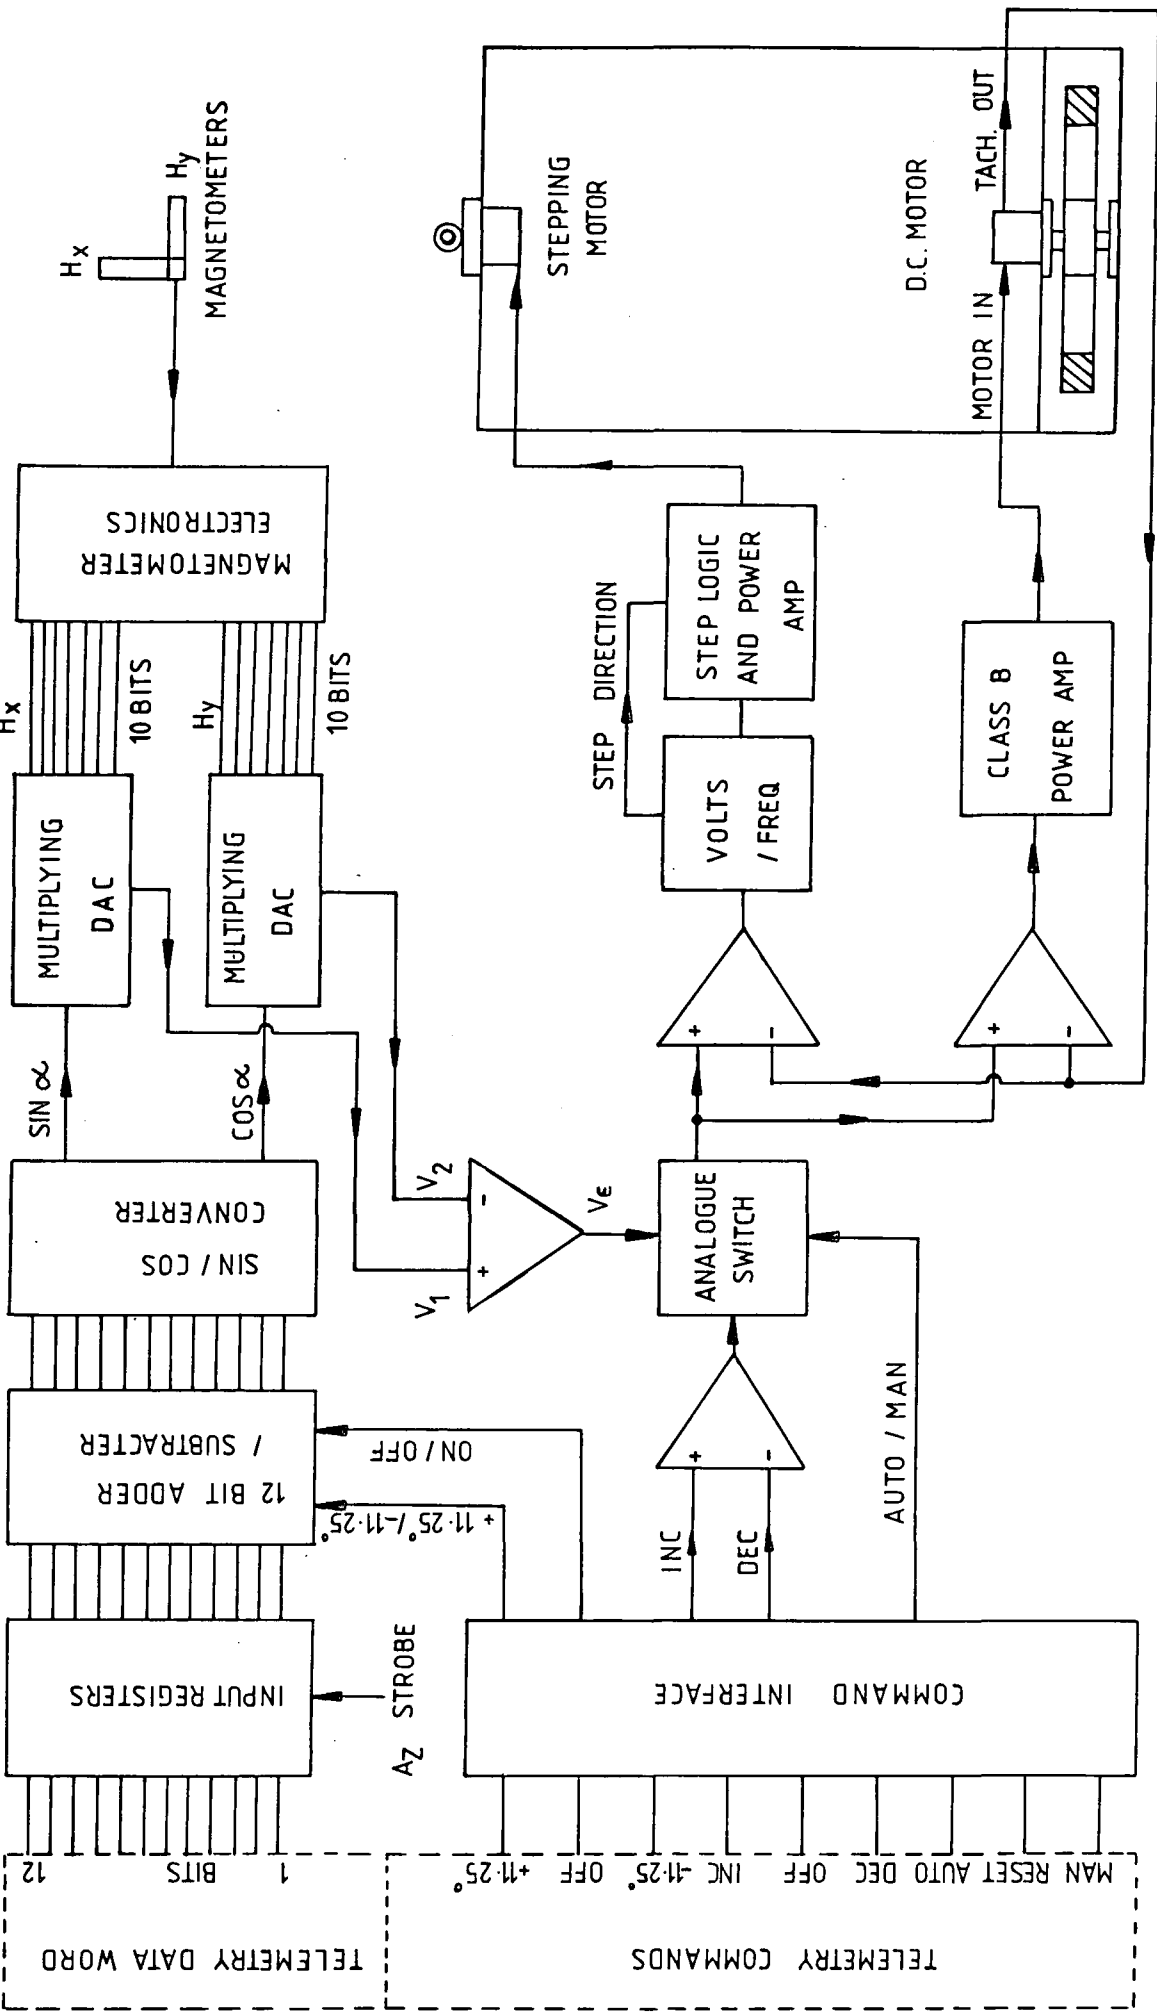 TELEMETRY DATA WORD
12
BITS
1
INPUT REGISTERS
AZ STROBE
12 BIT ADDER
/ SUBTRACTER
SIN / COS
CONVERTER
SIN ∝
COS ∝
MULTIPLYING
DAC
Hx
10 BITS
MULTIPLYING
DAC
Hy
10 BITS
MAGNETOMETER
ELECTRONICS
Hx
Hy
MAGNETOMETERS
TELEMETRY COMMANDS
+11·25°
OFF
-11·25°
INC
OFF
DEC
AUTO
RESET
MAN
COMMAND INTERFACE
+ 11·25°/-11·25°
ON / OFF
INC
DEC
+
-
AUTO / MAN
V1
V2
+
-
Vε
ANALOGUE
SWITCH
+
-
VOLTS
/ FREQ
STEP DIRECTION
STEP LOGIC
AND POWER
AMP
STEPPING
MOTOR
+
-
CLASS B
POWER AMP
MOTOR IN
D.C. MOTOR
TACH. OUT